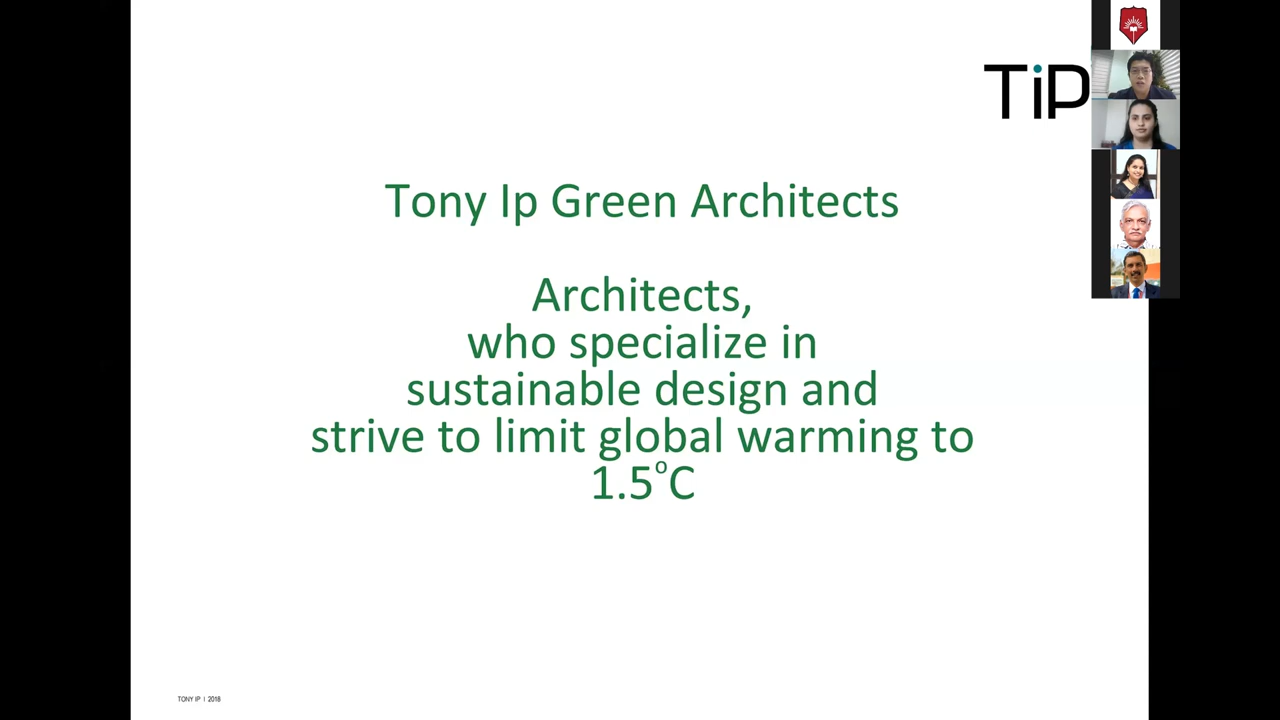 TiP
Tony Ip Green Architects
Architects,
who specialize in
sustainable design and
strive to limit global warming to
1.5°C
TONY IP I 2018